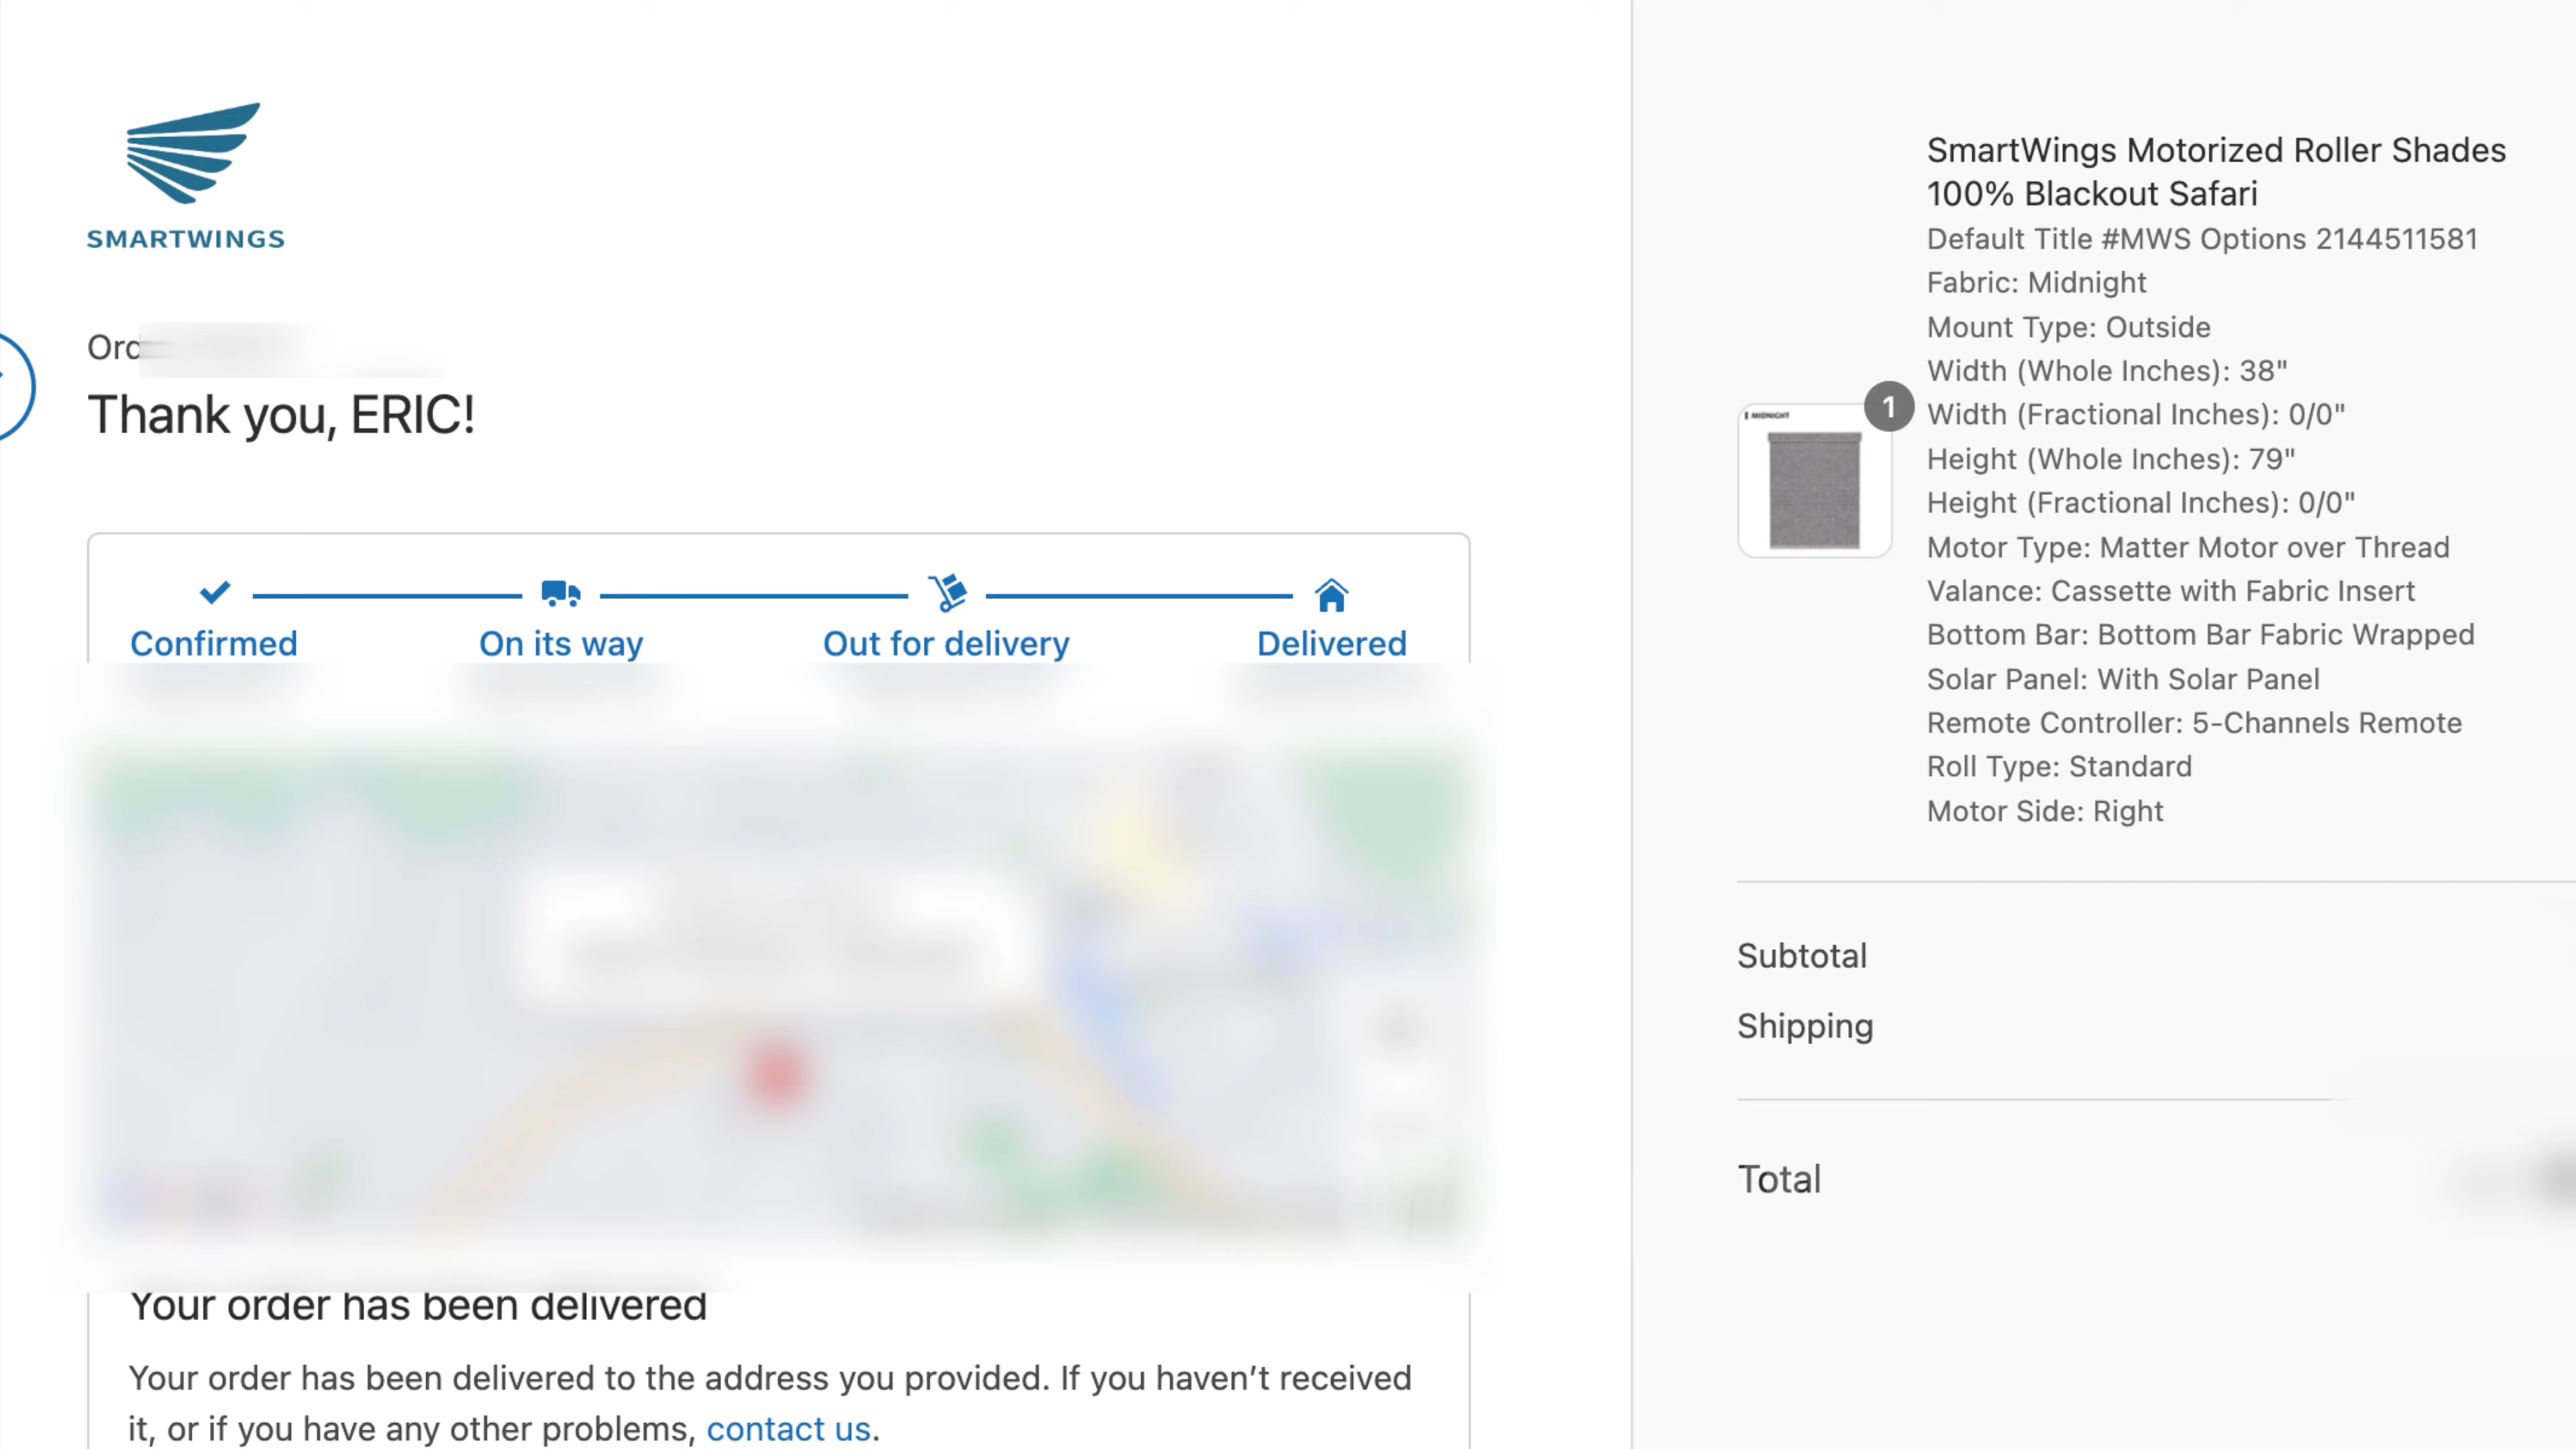 SMARTWINGS
Thank you, ERIC!
Confirmed
On its way
Out for delivery
Delivered
Your order has been delivered
Your order has been delivered to the address you provided. If you haven't received
it, or if you have any other problems, contact us.
MIDNIGHT
1
SmartWings Motorized Roller Shades
100% Blackout Safari
Default Title #MWS Options 2144511581
Fabric: Midnight
Mount Type: Outside
Width (Whole Inches): 38"
Width (Fractional Inches): 0/0"
Height (Whole Inches): 79"
Height (Fractional Inches): 0/0"
Motor Type: Matter Motor over Thread
Valance: Cassette with Fabric Insert
Bottom Bar: Bottom Bar Fabric Wrapped
Solar Panel: With Solar Panel
Remote Controller: 5-Channels Remote
Roll Type: Standard
Motor Side: Right
Subtotal
Shipping
Total